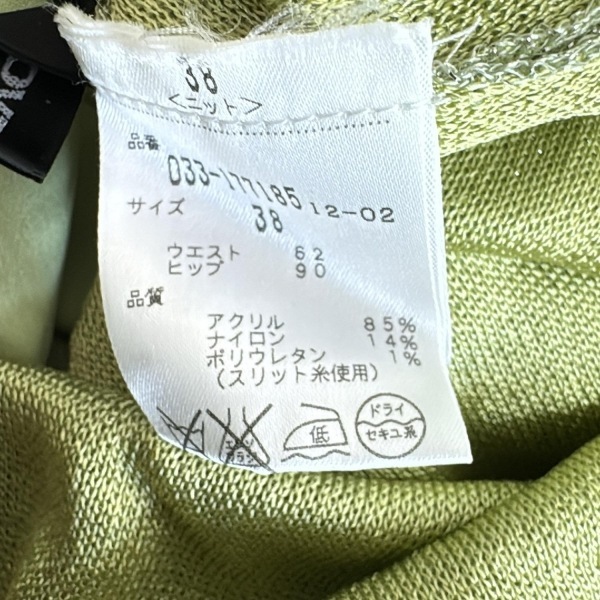 38
<ニット>
品番
033-177185 12-02
サイズ 38
ウエスト 62
ヒップ 90
品質
アクリル 85%
ナイロン 14%
ポリウレタン 1%
(スリット糸使用)
低
ドライ
セキユ系